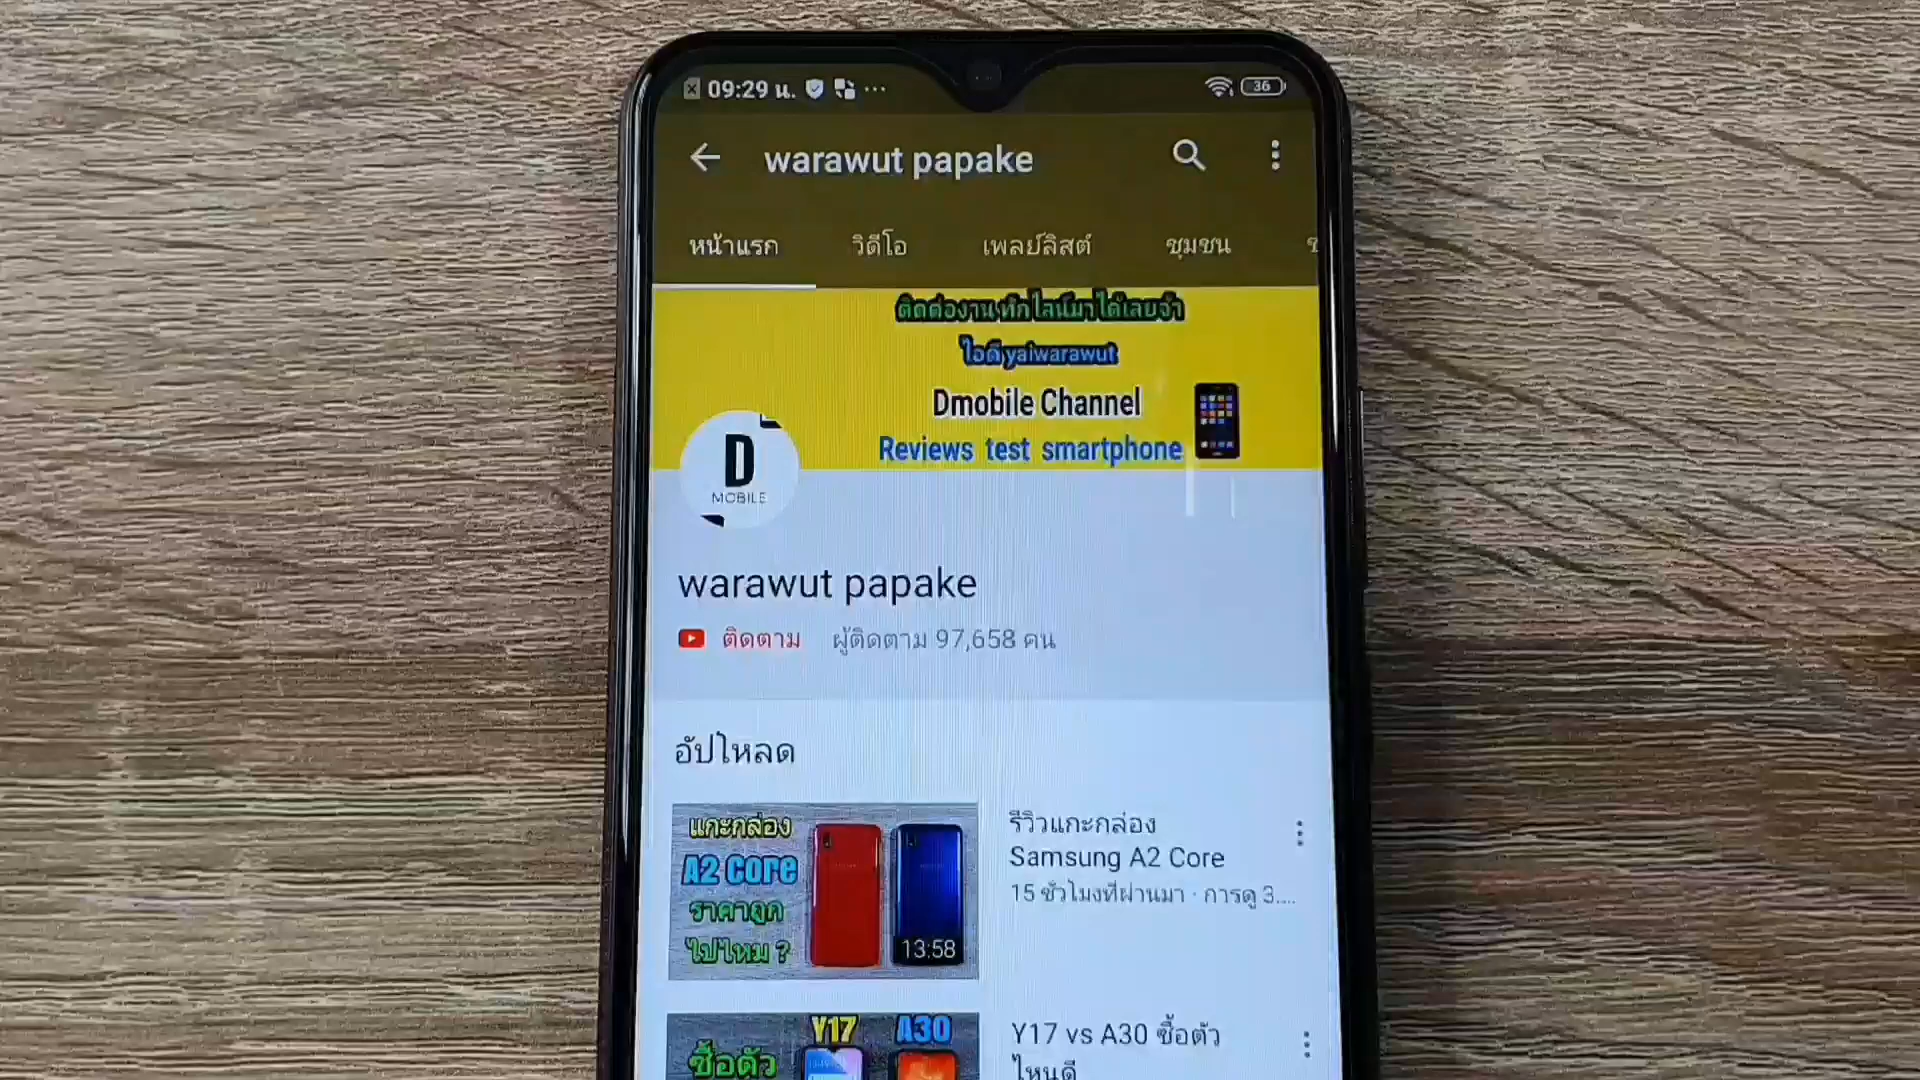 09:29 น.
36
warawut papake
หน้าแรก วิดีโอ เพลย์ลิสต์ ชุมชน
ติดต่องานทักไลน์มาได้เลยจ้า
ไอดี yaiwarawut
Dmobile Channel
Reviews test smartphone
D
MOBILE
warawut papake
ติดตาม ผู้ติดตาม 97,658 คน
อัปโหลด
แกะกล่อง
A2 Core
ราคาถูก
ไปไหม ?
13:58
รีวิวแกะกล่อง
Samsung A2 Core
15 ชั่วโมงที่ผ่านมา · การดู 3....
Y17 A30
ซื้อตัว
Y17 vs A30 ซื้อตัว
ไหนดี